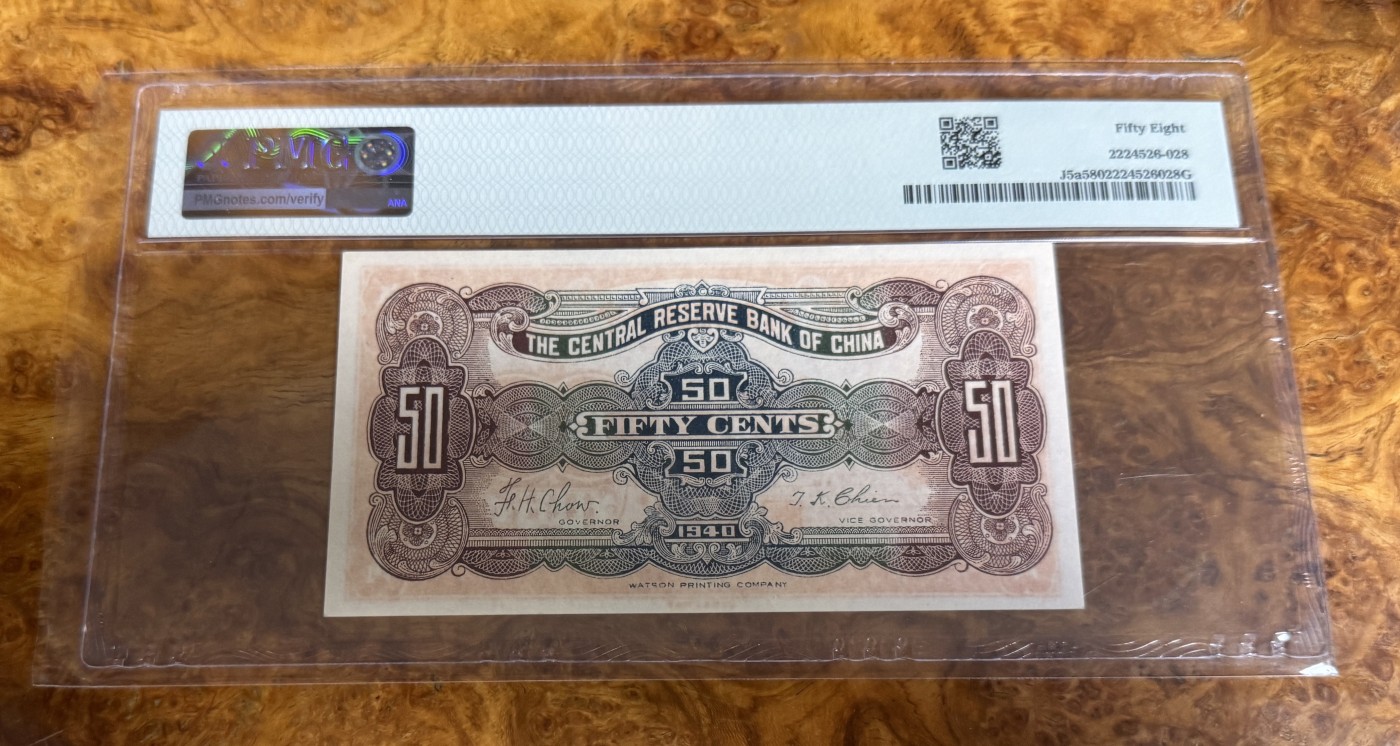 PMG
PMGnotes.com/verify
ANA
Fifty Eight
2224526-028
J5a5802224526028G
THE CENTRAL RESERVE BANK OF CHINA
50
50 FIFTY CENTS 50
50
F. H. Chow.
GOVERNOR
T. K. Chien
VICE GOVERNOR
1940
WATSON PRINTING COMPANY